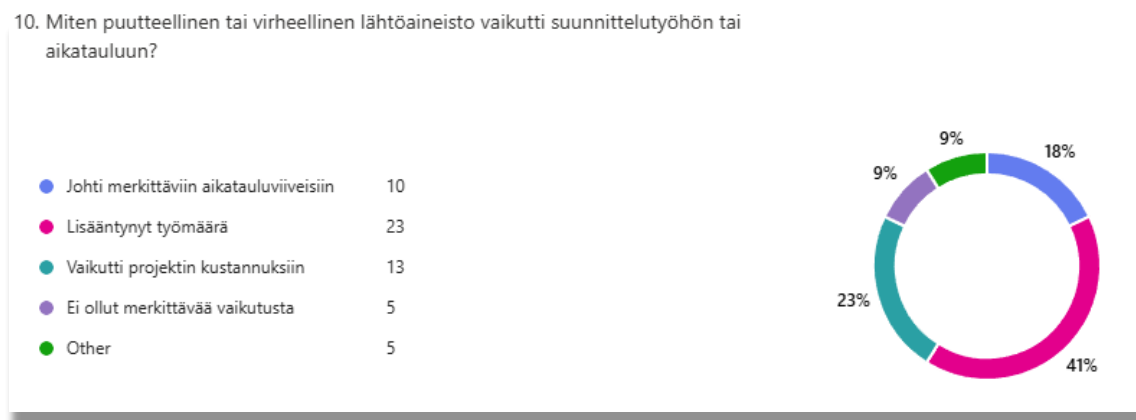 10. Miten puutteellinen tai virheellinen lähtöaineisto vaikutti suunnittelutyöhön tai
aikatauluun?
Johti merkittäviin aikatauluviiveisiin 10
Lisääntynyt työmäärä 23
Vaikutti projektin kustannuksiin 13
Ei ollut merkittävää vaikutusta 5
Other 5
9%
18%
9%
23%
41%